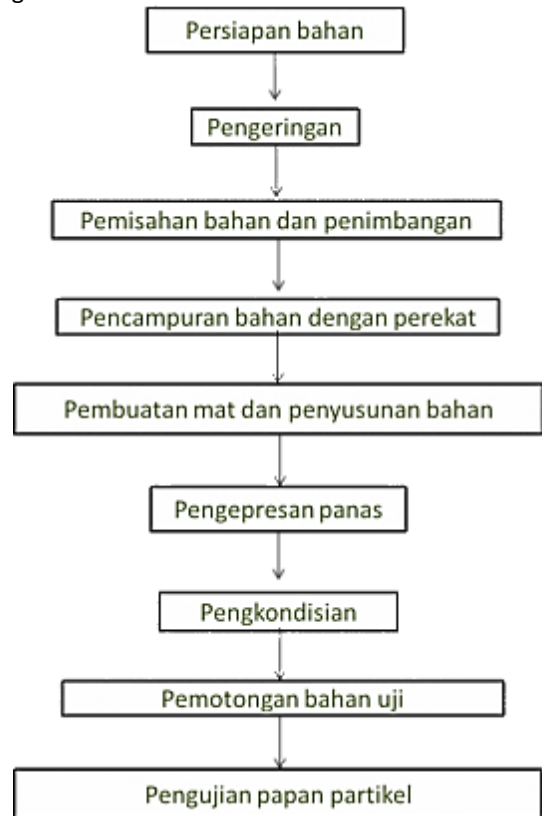 Persiapan bahan
Pengeringan
Pemisahan bahan dan penimbangan
Pencampuran bahan dengan perekat
Pembuatan mat dan penyusunan bahan
Pengepresan panas
Pengkondisian
Pemotongan bahan uji
Pengujian papan partikel